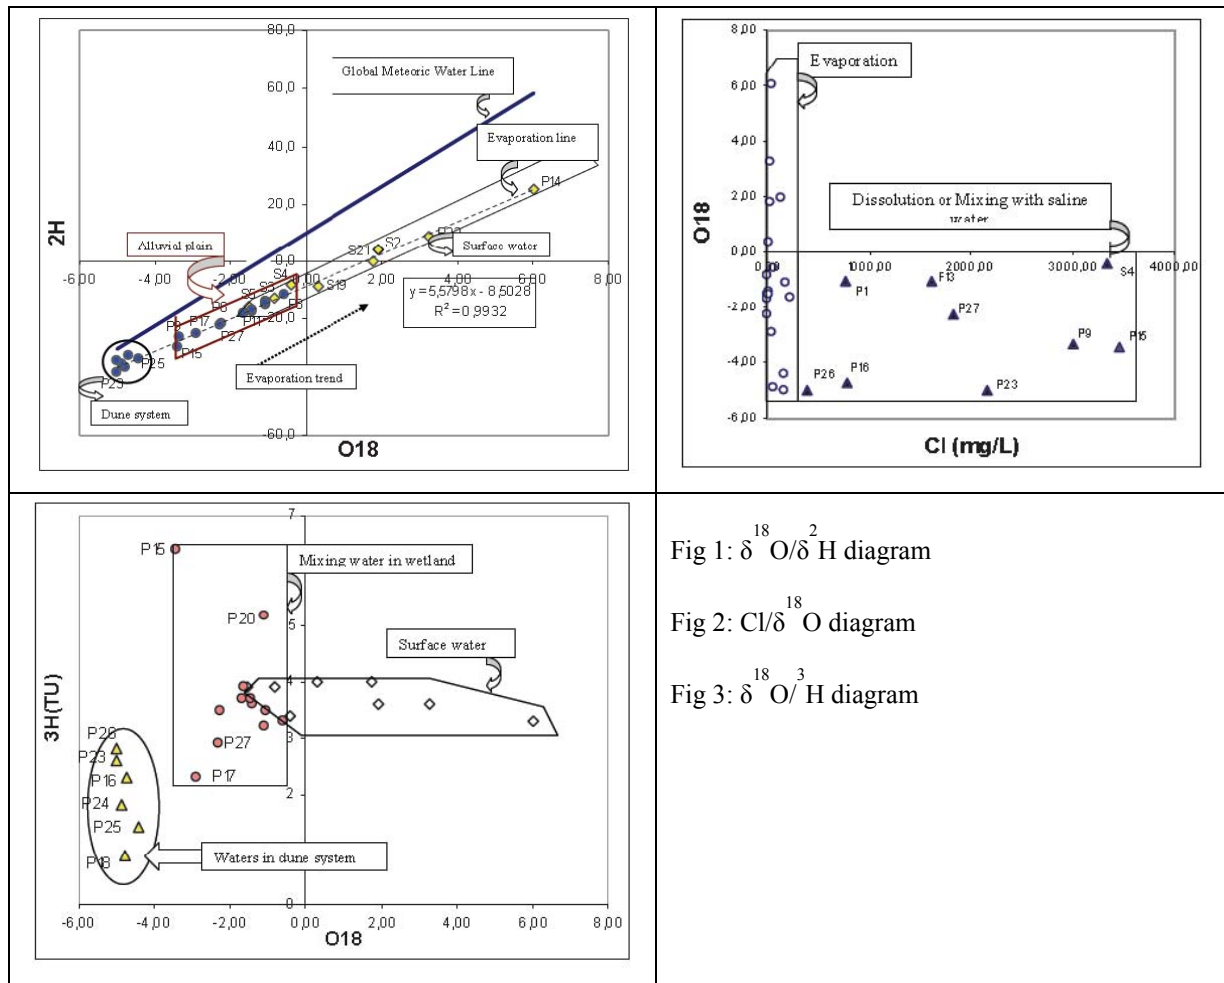 80,0
60,0
Global Meteoric Water Line
Evaporation line
40,0
P14
20,0
2H
S2
S21
Surface water
Alluvial plain
-6,00 -4,00 -2,00 2,00 4,00 6,00 8,00
S4
S3
S19
y = 5,5798x - 8,5028
R² = 0,9932
P17
P11
P27
P15
P25
P23
Evaporation trend
Dune system
-60,0
O18
8,00
Evaporation
6,00
4,00
Dissolution or Mixing with saline
water
2,00
O18
0,00
1000,00 2000,00 3000,00 4000,00
S4
P1
P13
-2,00
P27
P9
P15
-4,00
P26
P16
P23
-6,00
Cl (mg/L)
7
P15
Mixing water in wetland
P20
5
Surface water
4
3H(TU)
3
P26
P27
P23
P16
P17
P24
2
P25
P18
Waters in dune system
0
-6,00 -4,00 -2,00 0,00 2,00 4,00 6,00 8,00
O18
Fig 1: δ¹⁸O/δ²H diagram
Fig 2: Cl/δ¹⁸O diagram
Fig 3: δ¹⁸O/³H diagram